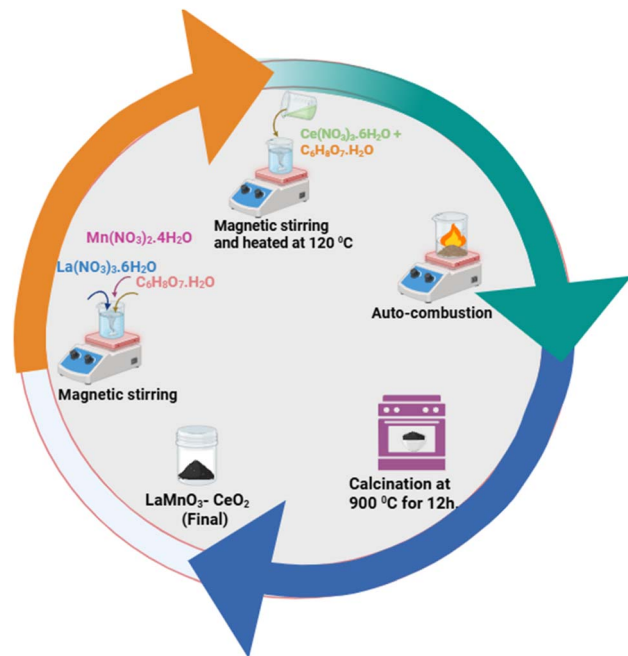 Ce(NO₃)₃.6H₂O +
C₆H₈O₇.H₂O
Magnetic stirring
and heated at 120 ⁰C
Mn(NO₃)₂.4H₂O
La(NO₃)₃.6H₂O
C₆H₈O₇.H₂O
Magnetic stirring
Auto-combustion
Calcination at
900 ⁰C for 12h.
LaMnO₃- CeO₂
(Final)